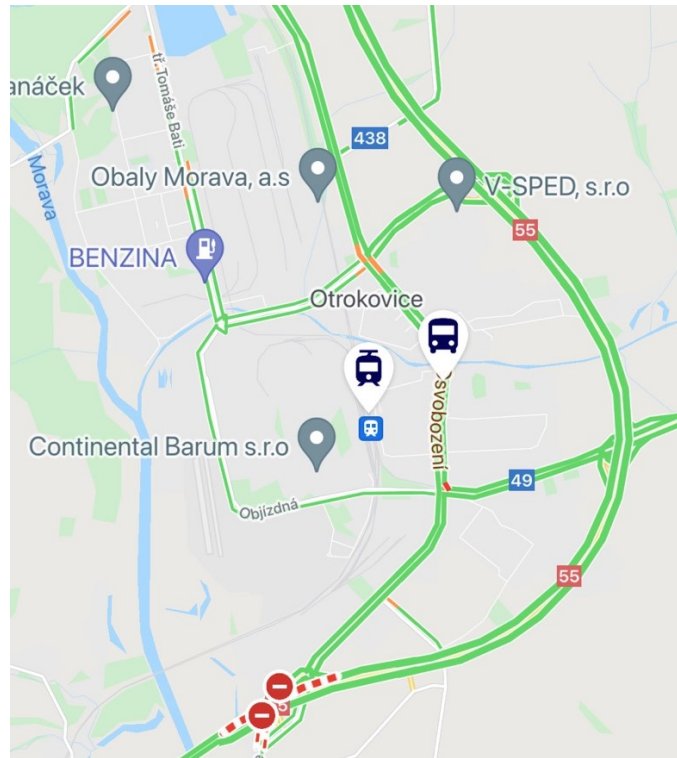 anáček
tř. Tomáše Bati
438
Morava
Obaly Morava, a.s
V-SPED, s.r.o
55
BENZINA
Otrokovice
svobození
Continental Barum s.r.o
49
Objízdná
55